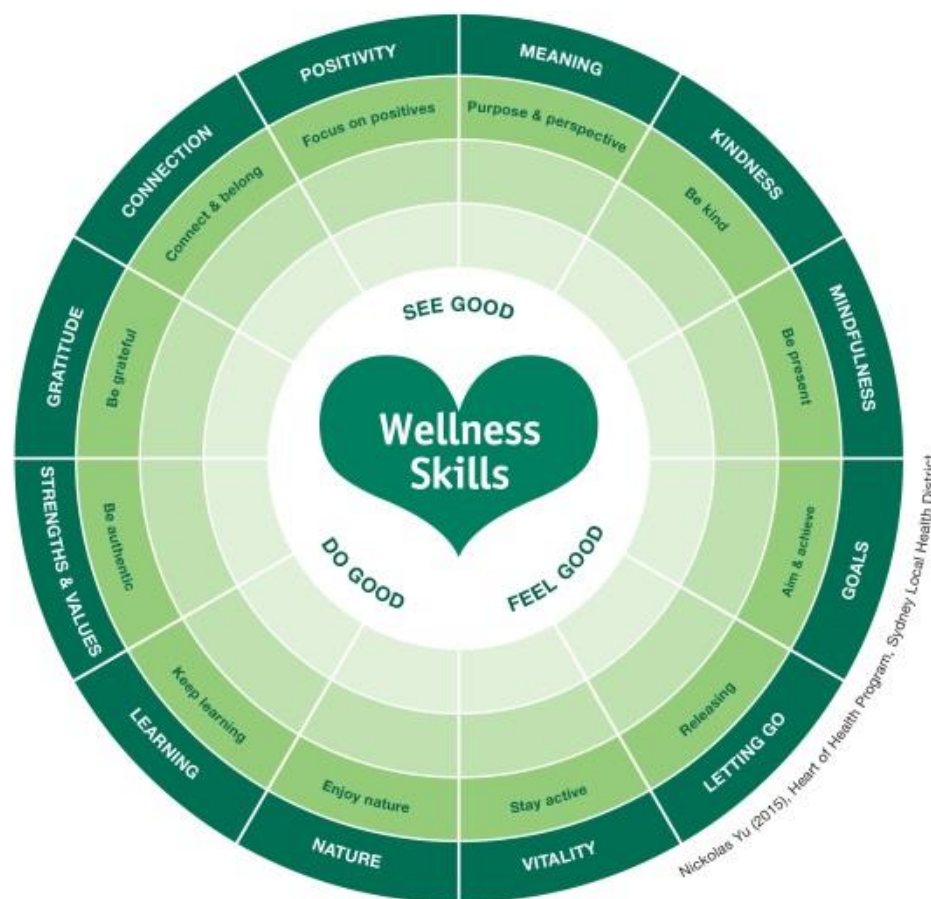 POSITIVITY
MEANING
KINDNESS
MINDFULNESS
GOALS
LETTING GO
VITALITY
NATURE
LEARNING
STRENGTHS & VALUES
GRATITUDE
CONNECTION
Focus on positives
Purpose & perspective
Be kind
Be present
Aim & achieve
Releasing
Stay active
Enjoy nature
Keep learning
Be authentic
Be grateful
Connect & belong
SEE GOOD
FEEL GOOD
DO GOOD
Wellness
Skills
Nickolas Yu (2015), Heart of Health Program, Sydney Local Health District